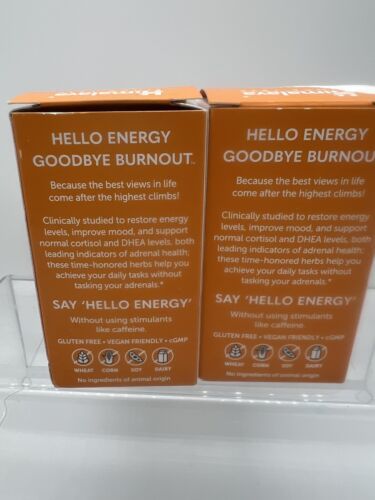 Himalaya
HELLO ENERGY
GOODBYE BURNOUT™
Because the best views in life
come after the highest climbs!
Clinically studied to restore energy
levels, improve mood, and support
normal cortisol and DHEA levels, both
leading indicators of adrenal health;
these time-honored herbs help you
achieve your daily tasks without
tasking your adrenals.*
SAY ‘HELLO ENERGY’
Without using stimulants
like caffeine.
GLUTEN FREE • VEGAN FRIENDLY • cGMP
WHEAT CORN SOY DAIRY
No ingredients of animal origin
Himalaya
HELLO ENERGY
GOODBYE BURNOU
Because the best views in life
come after the highest climbs!
Clinically studied to restore energy
levels, improve mood, and support
normal cortisol and DHEA levels, both
leading indicators of adrenal health;
these time-honored herbs help you
achieve your daily tasks without
tasking your adrenals.*
SAY ‘HELLO ENERGY’
Without using stimulants
like caffeine.
GLUTEN FREE • VEGAN FRIENDLY • cGMP
WHEAT CORN SOY DAIRY
No ingredients of animal origin